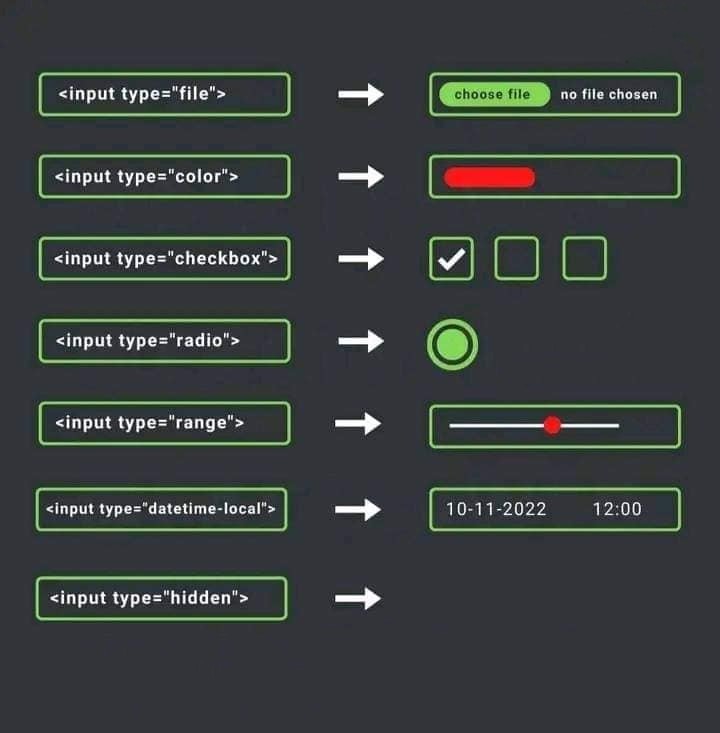 <input type="file"> choose file no file chosen
<input type="color">
<input type="checkbox">
<input type="radio">
<input type="range">
<input type="datetime-local"> 10-11-2022 12:00
<input type="hidden">